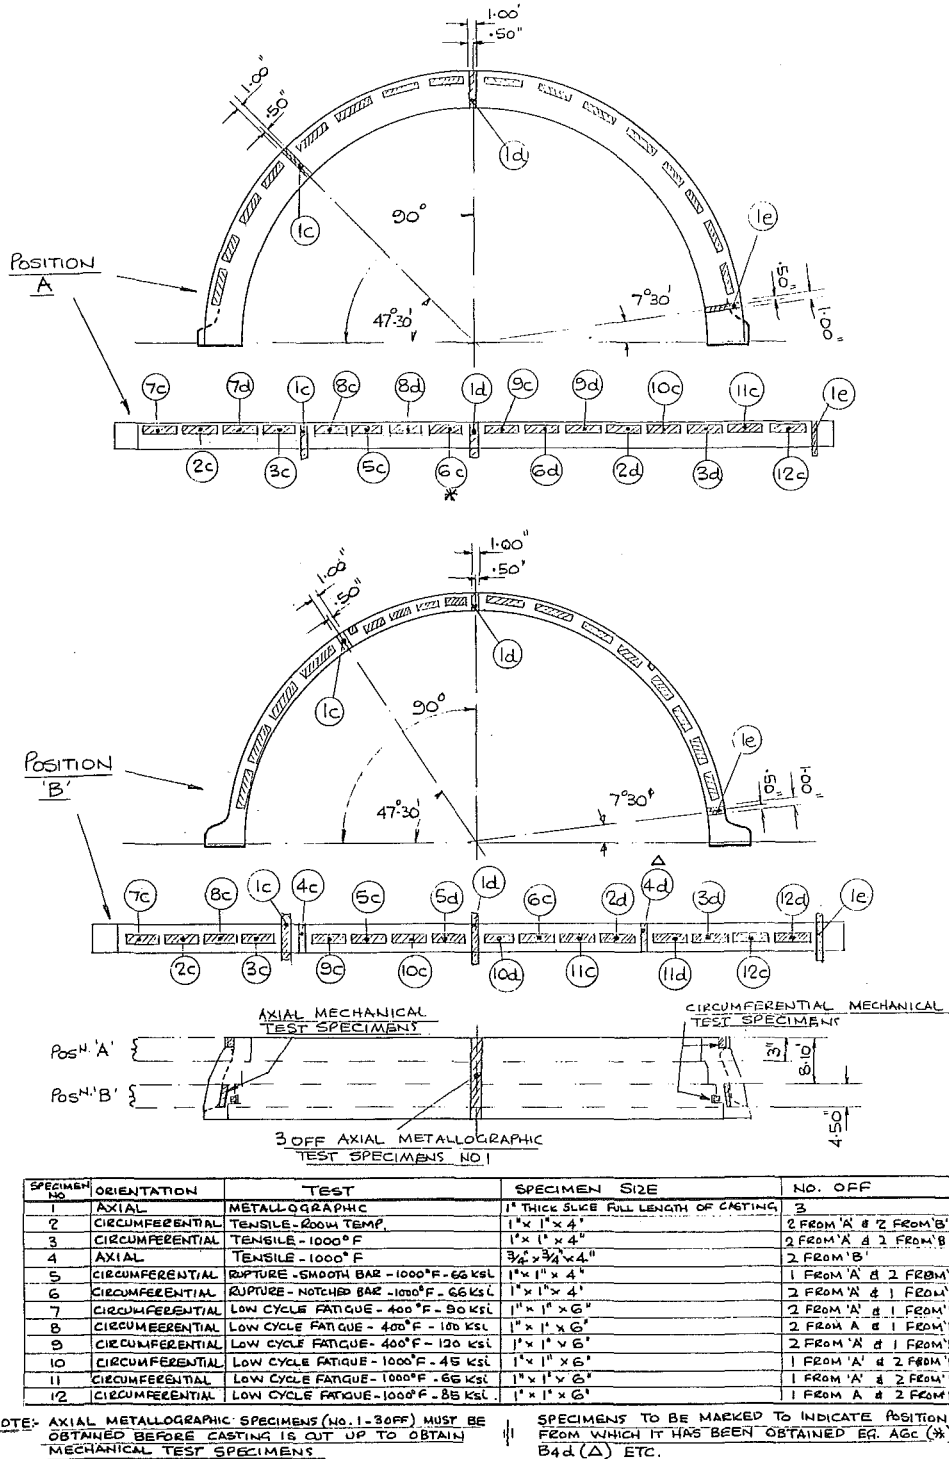 1.00'
.50"
1.00"
.50"
1d
1c
90°
1e
POSITION
A
47°30'
7°30'
.50"
1.00"
7c 7d 1c 8c 8d 1d 9c 9d 10c 11c 1e
2c 3c 5c 6c 6d 2d 3d 12c
*
1.00"
.50'
1.00"
.50"
1d
1c
90°
1e
POSITION
'B'
47°30'
7°30'
.50"
1.00"
Δ
7c 8c 1c 4c 5c 5d 1d 6c 2d 4d 3d 12d 1e
2c 3c 9c 10c 10d 11c 11d 12c
AXIAL MECHANICAL
TEST SPECIMENS
CIRCUMFERENTIAL MECHANICAL
TEST SPECIMENS
POSN. 'A'
POSN. 'B'
3"
8.10"
4.50"
3 OFF AXIAL METALLOGRAPHIC
TEST SPECIMENS NO 1
SPECIMEN NO ORIENTATION TEST SPECIMEN SIZE NO. OFF
1 AXIAL METALLOGRAPHIC 1" THICK SLICE FULL LENGTH OF CASTING 3
2 CIRCUMFERENTIAL TENSILE-ROOM TEMP. 1" x 1" x 4" 2 FROM 'A' & 2 FROM 'B'
3 CIRCUMFERENTIAL TENSILE - 1000°F 1" x 1" x 4" 2 FROM 'A' & 2 FROM 'B
4 AXIAL TENSILE - 1000°F 3/4" x 3/4" x 4" 2 FROM 'B'
5 CIRCUMFERENTIAL RUPTURE - SMOOTH BAR - 1000°F - 66 KSi 1" x 1" x 4" 1 FROM 'A' & 2 FROM '
6 CIRCUMFERENTIAL RUPTURE - NOTCHED BAR - 1000°F - 66 KSi 1" x 1" x 4" 2 FROM 'A' & 1 FROM '
7 CIRCUMFERENTIAL LOW CYCLE FATIGUE - 400°F - 90 KSi 1" x 1" x 6" 2 FROM 'A' & 1 FROM '
8 CIRCUMFERENTIAL LOW CYCLE FATIGUE - 400°F - 100 KSi 1" x 1" x 6" 2 FROM A & 1 FROM '
9 CIRCUMFERENTIAL LOW CYCLE FATIGUE - 400°F - 120 KSi 1" x 1" x 6" 2 FROM 'A' & 1 FROM '
10 CIRCUMFERENTIAL LOW CYCLE FATIGUE - 1000°F - 45 KSi 1" x 1" x 6" 1 FROM 'A' & 2 FROM '
11 CIRCUMFERENTIAL LOW CYCLE FATIGUE - 1000°F - 65 KSi 1" x 1" x 6" 1 FROM 'A' & 2 FROM '
12 CIRCUMFERENTIAL LOW CYCLE FATIGUE - 1000°F - 85 KSi. 1" x 1" x 6" 1 FROM A & 2 FROM '
OTE:- AXIAL METALLOGRAPHIC SPECIMENS (NO. 1-3OFF) MUST BE
OBTAINED BEFORE CASTING IS CUT UP TO OBTAIN
MECHANICAL TEST SPECIMENS
SPECIMENS TO BE MARKED TO INDICATE POSITION
FROM WHICH IT HAS BEEN OBTAINED EG. A6c (*)
B4d (Δ) ETC.